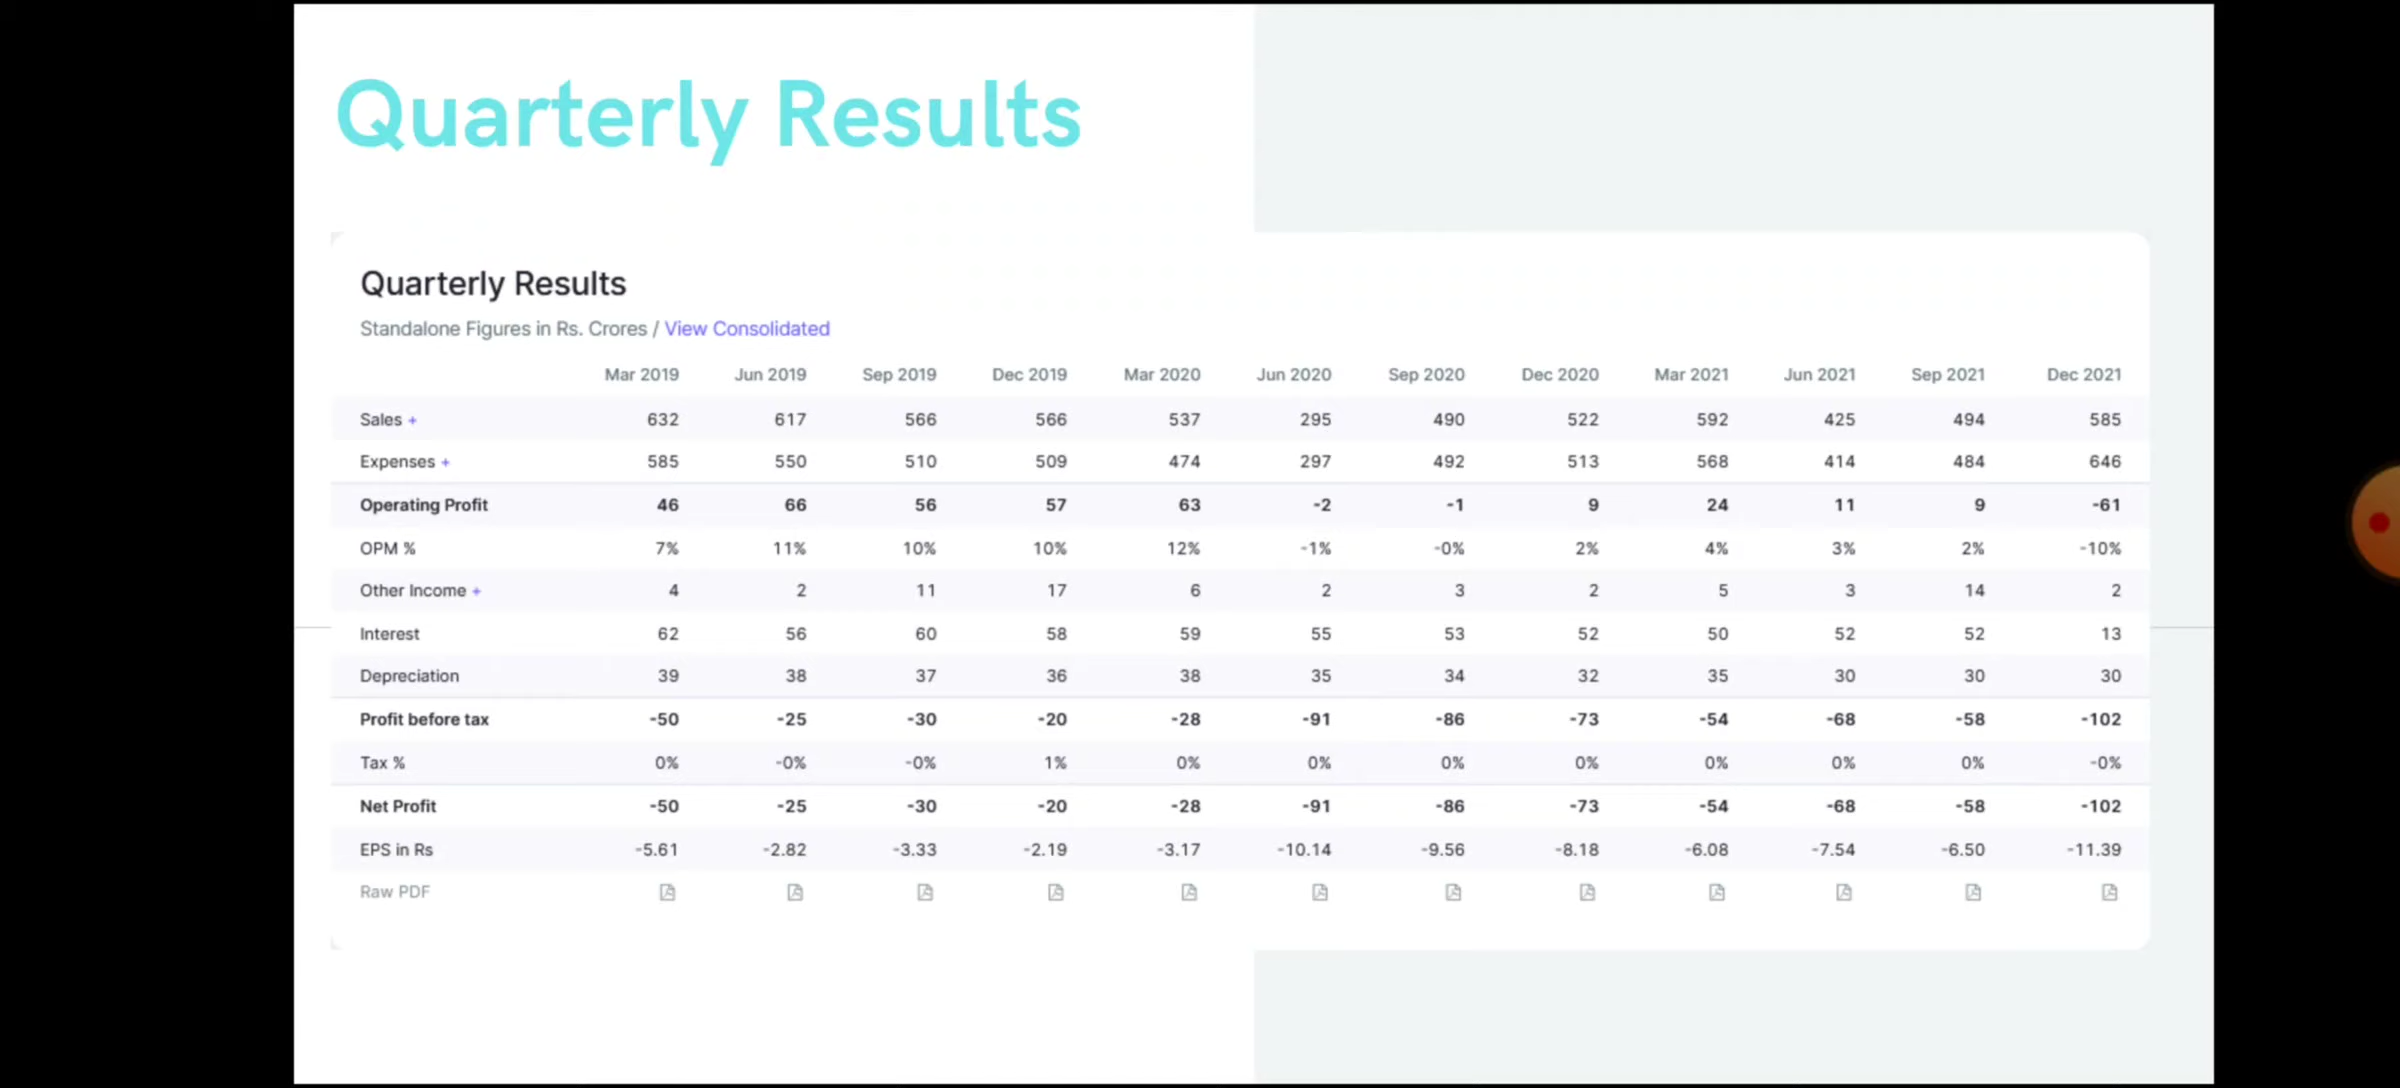 Quarterly Results
Quarterly Results
Standalone Figures in Rs. Crores / View Consolidated
Mar 2019 Jun 2019 Sep 2019 Dec 2019 Mar 2020 Jun 2020 Sep 2020 Dec 2020 Mar 2021 Jun 2021 Sep 2021 Dec 2021
Sales + 632 617 566 566 537 295 490 522 592 425 494 585
Expenses + 585 550 510 509 474 297 492 513 568 414 484 646
Operating Profit 46 66 56 57 63 -2 -1 9 24 11 9 -61
OPM % 7% 11% 10% 10% 12% -1% -0% 2% 4% 3% 2% -10%
Other Income + 4 2 11 17 6 2 3 2 5 3 14 2
Interest 62 56 60 58 59 55 53 52 50 52 52 13
Depreciation 39 38 37 36 38 35 34 32 35 30 30 30
Profit before tax -50 -25 -30 -20 -28 -91 -86 -73 -54 -68 -58 -102
Tax % 0% -0% -0% 1% 0% 0% 0% 0% 0% 0% 0% -0%
Net Profit -50 -25 -30 -20 -28 -91 -86 -73 -54 -68 -58 -102
EPS in Rs -5.61 -2.82 -3.33 -2.19 -3.17 -10.14 -9.56 -8.18 -6.08 -7.54 -6.50 -11.39
Raw PDF